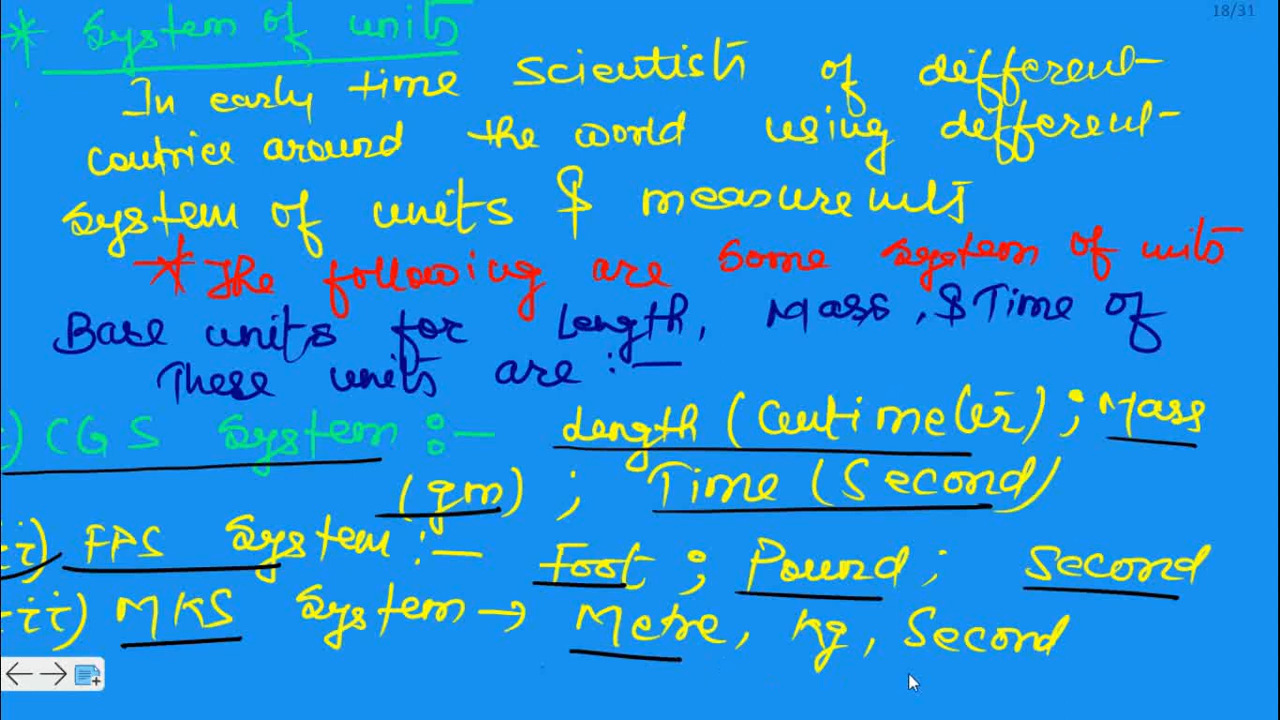 18/31
* System of units
In early time scientists of different
coutrice around the world using different
system of units & measurements
* The following are some system of units
Base units for Length, Mass, & Time of
These units are :-
i) CGS System :- Length (Centimeter) ; Mass
(gm) ; Time (Second)
ii) FPS System :- Foot ; Pound ; Second
iii) MKS System → Metre, Kg, Second